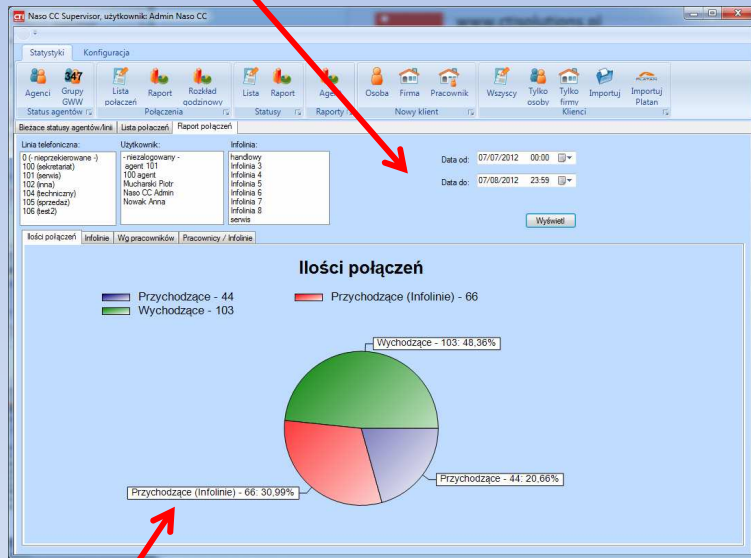 www.ctisolutions.pl
cti Naso CC Supervisor, użytkownik: Admin Naso CC
Statystyki Konfiguracja
Agenci Grupy GWW Lista połaczeń Raport Rozkład godzinowy Lista Raport Agenci Osoba Firma Pracownik Wszyscy Tylko osoby Tylko firmy Importuj Importuj Platan
Status agentów Połączenia Statusy Raporty Nowy klient Klienci
Bieżace statusy agentów/linii Lista połaczeń Raport połączeń
Linia telefoniczna: Użytkownik: Infolinia:
0 (- nieprzekierowane -) - niezalogowany - handlowy
100 (sekretariat) agent 101 Infolinia 3
101 (serwis) 100 agent Infolinia 4
102 (inna) Mucharski Piotr Infolinia 5
104 (techniczny) Naso CC Admin Infolinia 6
105 (sprzedaż) Nowak Anna Infolinia 7
106 (test2) Infolinia 8
serwis
Data od: 07/07/2012 00:00
Data do: 07/08/2012 23:59
Wyświetl
Ilości połączeń Infolinie Wg pracowników Pracownicy / Infolinie
Ilości połączeń
Przychodzące - 44 Przychodzące (Infolinie) - 66
Wychodzące - 103
Wychodzące - 103: 48,36%
Przychodzące - 44: 20,66%
Przychodzące (Infolinie) - 66: 30,99%